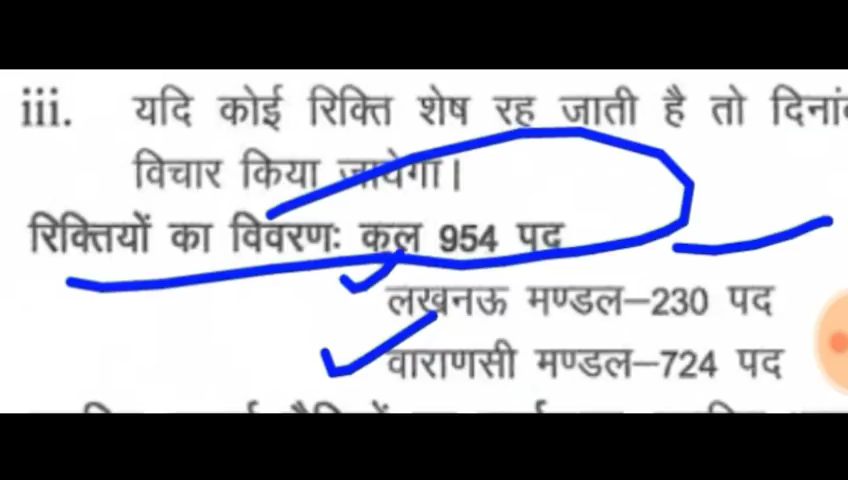 iii. यदि कोई रिक्ति शेष रह जाती है तो
विचार किया जावेगा।
रिक्तियों का विवरणः कुल 954 पद
लखनऊ मण्डल–230 पद
वाराणसी मण्डल–724 पद